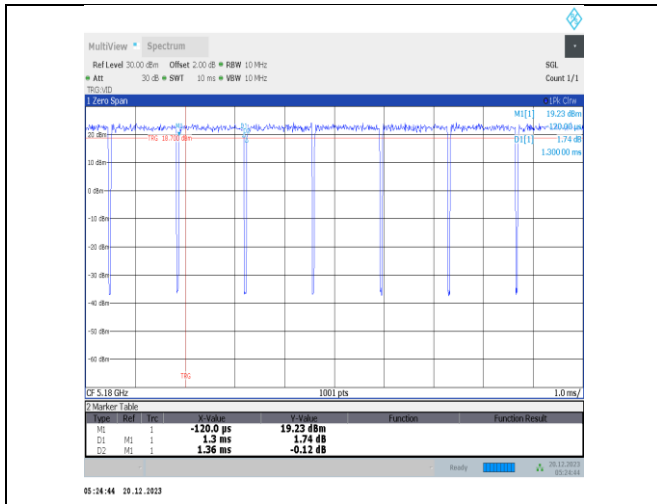 MultiView Spectrum
Ref Level 30.00 dBm Offset 2.00 dB RBW 10 MHz SGL
Att 30 dB SWT 10 ms VBW 10 MHz Count 1/1
TRG:VID
1 Zero Span 1Pk Clrw
M1[1] 19.23 dBm
-120.00 µs
20 dBm
TRG 18.700 dBm
D1[1] 1.74 dB
1.300 00 ms
10 dBm
0 dBm
-10 dBm
-20 dBm
-30 dBm
-40 dBm
-50 dBm
-60 dBm
TRG
CF 5.18 GHz 1001 pts 1.0 ms/
2 Marker Table
Type Ref Trc X-Value Y-Value Function Function Result
M1 1 -120.0 µs 19.23 dBm
D1 M1 1 1.3 ms 1.74 dB
D2 M1 1 1.36 ms -0.12 dB
Ready 20.12.2023
05:24:44
05:24:44 20.12.2023